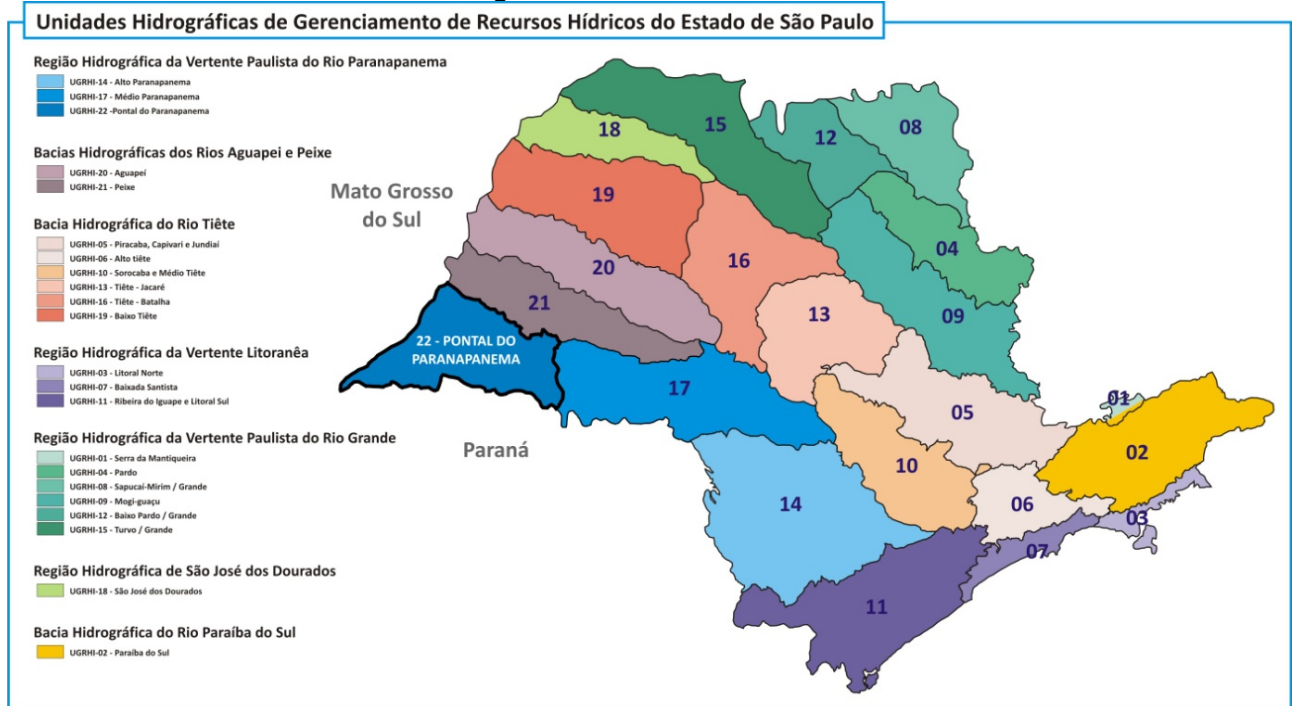 Unidades Hidrográficas de Gerenciamento de Recursos Hídricos do Estado de São Paulo
Região Hidrográfica da Vertente Paulista do Rio Paranapanema
UGRHI-14 - Alto Paranapanema
UGRHI-17 - Médio Paranapanema
UGRHI-22 -Pontal do Paranapanema
Bacias Hidrográficas dos Rios Aguapei e Peixe
UGRHI-20 - Aguapeí
UGRHI-21 - Peixe
Bacia Hidrográfica do Rio Tiête
UGRHI-05 - Piracaba, Capivari e Jundiaí
UGRHI-06 - Alto tiête
UGRHI-10 - Sorocaba e Médio Tiête
UGRHI-13 - Tiête - Jacaré
UGRHI-16 - Tiête - Batalha
UGRHI-19 - Baixo Tiête
Região Hidrográfica da Vertente Litoranêa
UGRHI-03 - Litoral Norte
UGRHI-07 - Baixada Santista
UGRHI-11 - Ribeira do Iguape e Litoral Sul
Região Hidrográfica da Vertente Paulista do Rio Grande
UGRHI-01 - Serra da Mantiqueira
UGRHI-04 - Pardo
UGRHI-08 - Sapucaí-Mirim / Grande
UGRHI-09 - Mogi-guaçu
UGRHI-12 - Baixo Pardo / Grande
UGRHI-15 - Turvo / Grande
Região Hidrográfica de São José dos Dourados
UGRHI-18 - São José dos Dourados
Bacia Hidrográfica do Rio Paraíba do Sul
UGRHI-02 - Paraíba do Sul
Mato Grosso
do Sul
Paraná
18
15
12
08
19
04
20
16
21
13
09
22 - PONTAL DO
PARANAPANEMA
17
01
05
02
10
14
06
03
07
11